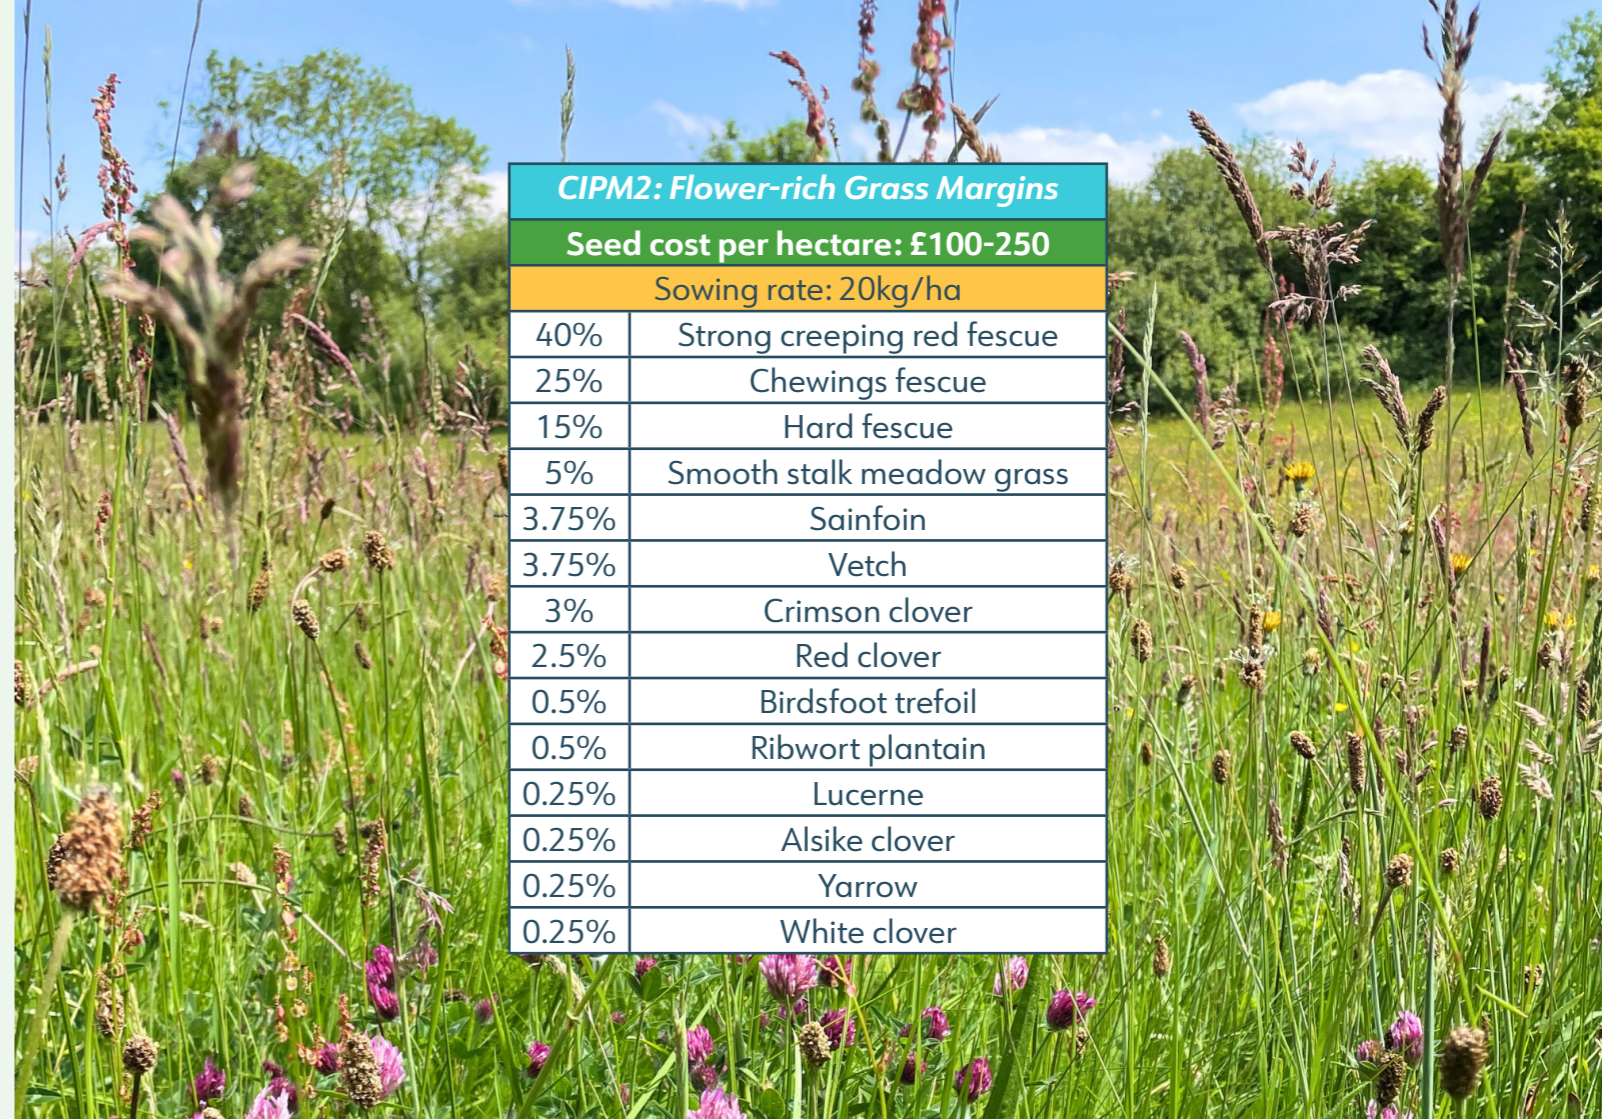 CIPM2: Flower-rich Grass Margins
Seed cost per hectare: £100-250
Sowing rate: 20kg/ha
40% Strong creeping red fescue
25% Chewings fescue
15% Hard fescue
5% Smooth stalk meadow grass
3.75% Sainfoin
3.75% Vetch
3% Crimson clover
2.5% Red clover
0.5% Birdsfoot trefoil
0.5% Ribwort plantain
0.25% Lucerne
0.25% Alsike clover
0.25% Yarrow
0.25% White clover